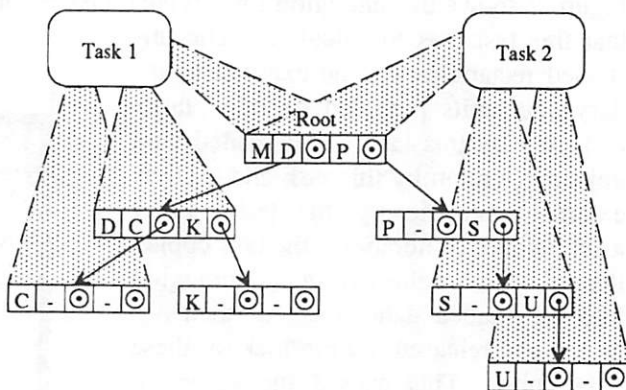 Task 1
Task 2
Root
M D P
D C K
P - S
C - -
K - -
S - U
U - -